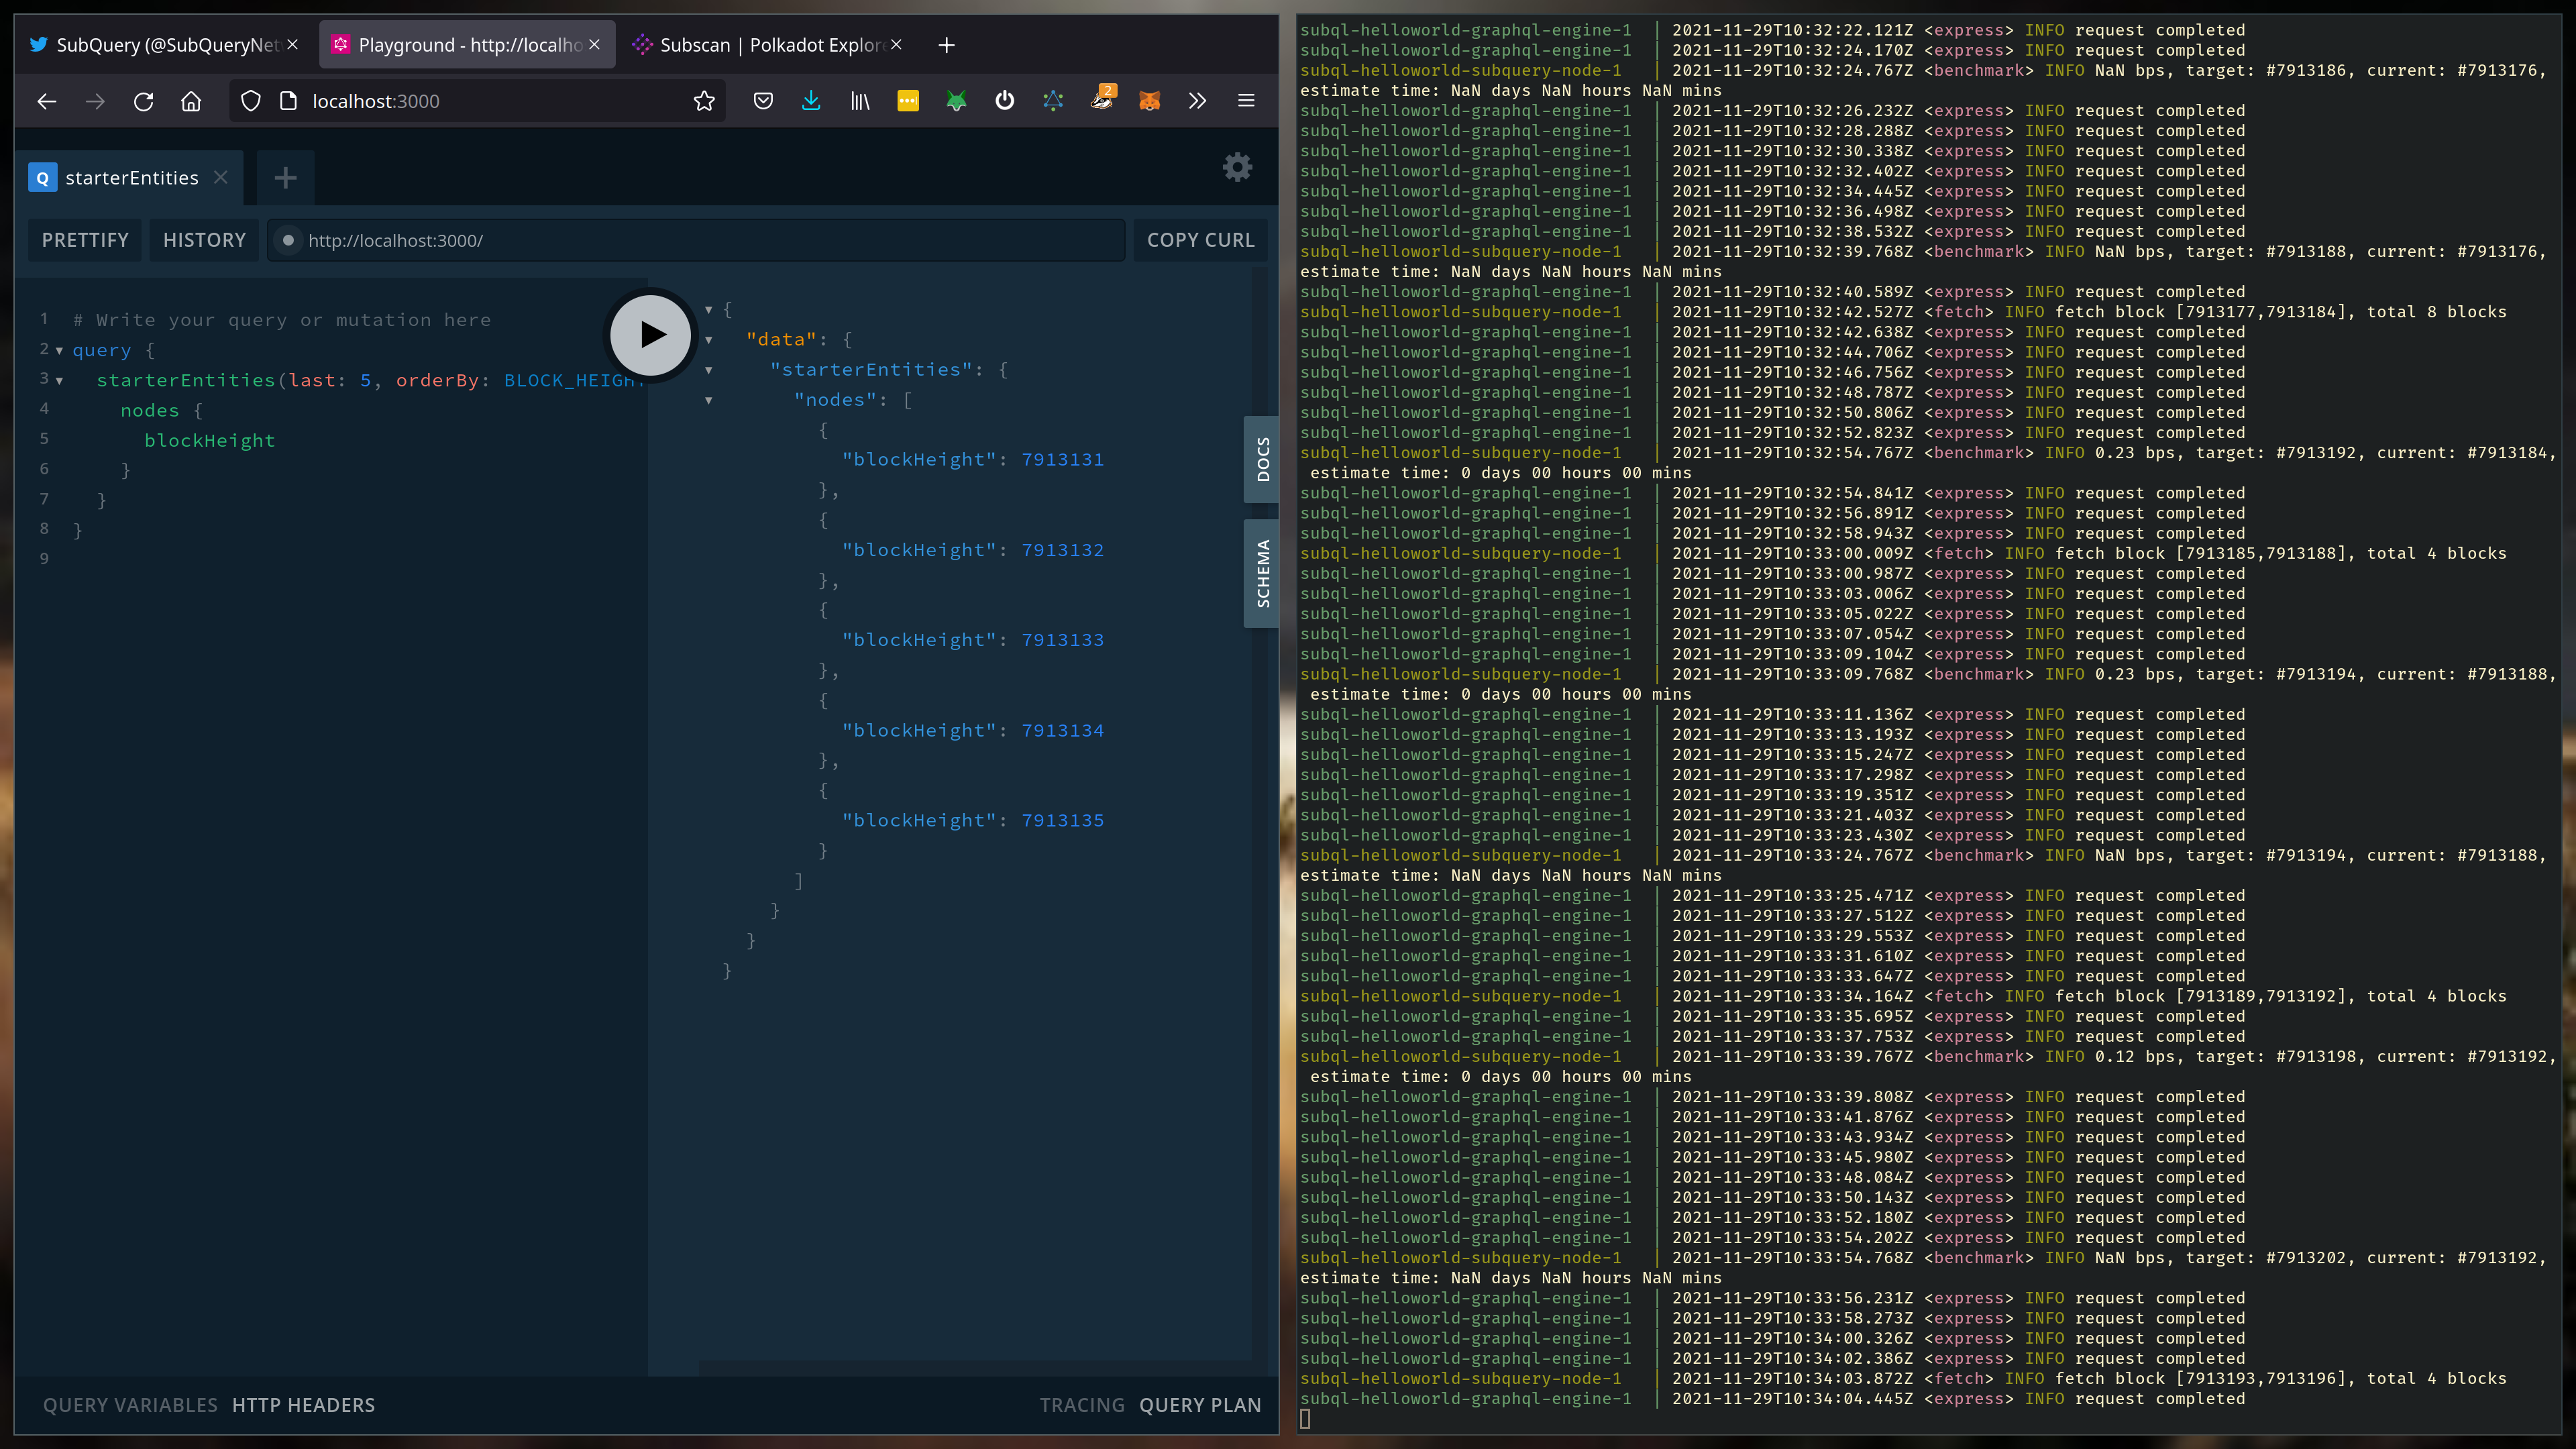 SubQuery (@SubQueryNet
Playground - http://localho
Subscan | Polkadot Explore
localhost:3000
2
Q starterEntities
PRETTIFY
HISTORY
http://localhost:3000/
COPY CURL
1 # Write your query or mutation here
2 query {
3 starterEntities(last: 5, orderBy: BLOCK_HEIGHT
4 nodes {
5 blockHeight
6 }
7 }
8 }
9
{
"data": {
"starterEntities": {
"nodes": [
{
"blockHeight": 7913131
},
{
"blockHeight": 7913132
},
{
"blockHeight": 7913133
},
{
"blockHeight": 7913134
},
{
"blockHeight": 7913135
}
]
}
}
}
DOCS
SCHEMA
QUERY VARIABLES HTTP HEADERS
TRACING QUERY PLAN
subql-helloworld-graphql-engine-1 | 2021-11-29T10:32:22.121Z <express> INFO request completed
subql-helloworld-graphql-engine-1 | 2021-11-29T10:32:24.170Z <express> INFO request completed
subql-helloworld-subquery-node-1 | 2021-11-29T10:32:24.767Z <benchmark> INFO NaN bps, target: #7913186, current: #7913176,
estimate time: NaN days NaN hours NaN mins
subql-helloworld-graphql-engine-1 | 2021-11-29T10:32:26.232Z <express> INFO request completed
subql-helloworld-graphql-engine-1 | 2021-11-29T10:32:28.288Z <express> INFO request completed
subql-helloworld-graphql-engine-1 | 2021-11-29T10:32:30.338Z <express> INFO request completed
subql-helloworld-graphql-engine-1 | 2021-11-29T10:32:32.402Z <express> INFO request completed
subql-helloworld-graphql-engine-1 | 2021-11-29T10:32:34.445Z <express> INFO request completed
subql-helloworld-graphql-engine-1 | 2021-11-29T10:32:36.498Z <express> INFO request completed
subql-helloworld-graphql-engine-1 | 2021-11-29T10:32:38.532Z <express> INFO request completed
subql-helloworld-subquery-node-1 | 2021-11-29T10:32:39.768Z <benchmark> INFO NaN bps, target: #7913188, current: #7913176,
estimate time: NaN days NaN hours NaN mins
subql-helloworld-graphql-engine-1 | 2021-11-29T10:32:40.589Z <express> INFO request completed
subql-helloworld-subquery-node-1 | 2021-11-29T10:32:42.527Z <fetch> INFO fetch block [7913177,7913184], total 8 blocks
subql-helloworld-graphql-engine-1 | 2021-11-29T10:32:42.638Z <express> INFO request completed
subql-helloworld-graphql-engine-1 | 2021-11-29T10:32:44.706Z <express> INFO request completed
subql-helloworld-graphql-engine-1 | 2021-11-29T10:32:46.756Z <express> INFO request completed
subql-helloworld-graphql-engine-1 | 2021-11-29T10:32:48.787Z <express> INFO request completed
subql-helloworld-graphql-engine-1 | 2021-11-29T10:32:50.806Z <express> INFO request completed
subql-helloworld-graphql-engine-1 | 2021-11-29T10:32:52.823Z <express> INFO request completed
subql-helloworld-subquery-node-1 | 2021-11-29T10:32:54.767Z <benchmark> INFO 0.23 bps, target: #7913192, current: #7913184,
estimate time: 0 days 00 hours 00 mins
subql-helloworld-graphql-engine-1 | 2021-11-29T10:32:54.841Z <express> INFO request completed
subql-helloworld-graphql-engine-1 | 2021-11-29T10:32:56.891Z <express> INFO request completed
subql-helloworld-graphql-engine-1 | 2021-11-29T10:32:58.943Z <express> INFO request completed
subql-helloworld-subquery-node-1 | 2021-11-29T10:33:00.009Z <fetch> INFO fetch block [7913185,7913188], total 4 blocks
subql-helloworld-graphql-engine-1 | 2021-11-29T10:33:00.987Z <express> INFO request completed
subql-helloworld-graphql-engine-1 | 2021-11-29T10:33:03.006Z <express> INFO request completed
subql-helloworld-graphql-engine-1 | 2021-11-29T10:33:05.022Z <express> INFO request completed
subql-helloworld-graphql-engine-1 | 2021-11-29T10:33:07.054Z <express> INFO request completed
subql-helloworld-graphql-engine-1 | 2021-11-29T10:33:09.104Z <express> INFO request completed
subql-helloworld-subquery-node-1 | 2021-11-29T10:33:09.768Z <benchmark> INFO 0.23 bps, target: #7913194, current: #7913188,
estimate time: 0 days 00 hours 00 mins
subql-helloworld-graphql-engine-1 | 2021-11-29T10:33:11.136Z <express> INFO request completed
subql-helloworld-graphql-engine-1 | 2021-11-29T10:33:13.193Z <express> INFO request completed
subql-helloworld-graphql-engine-1 | 2021-11-29T10:33:15.247Z <express> INFO request completed
subql-helloworld-graphql-engine-1 | 2021-11-29T10:33:17.298Z <express> INFO request completed
subql-helloworld-graphql-engine-1 | 2021-11-29T10:33:19.351Z <express> INFO request completed
subql-helloworld-graphql-engine-1 | 2021-11-29T10:33:21.403Z <express> INFO request completed
subql-helloworld-graphql-engine-1 | 2021-11-29T10:33:23.430Z <express> INFO request completed
subql-helloworld-subquery-node-1 | 2021-11-29T10:33:24.767Z <benchmark> INFO NaN bps, target: #7913194, current: #7913188,
estimate time: NaN days NaN hours NaN mins
subql-helloworld-graphql-engine-1 | 2021-11-29T10:33:25.471Z <express> INFO request completed
subql-helloworld-graphql-engine-1 | 2021-11-29T10:33:27.512Z <express> INFO request completed
subql-helloworld-graphql-engine-1 | 2021-11-29T10:33:29.553Z <express> INFO request completed
subql-helloworld-graphql-engine-1 | 2021-11-29T10:33:31.610Z <express> INFO request completed
subql-helloworld-graphql-engine-1 | 2021-11-29T10:33:33.647Z <express> INFO request completed
subql-helloworld-subquery-node-1 | 2021-11-29T10:33:34.164Z <fetch> INFO fetch block [7913189,7913192], total 4 blocks
subql-helloworld-graphql-engine-1 | 2021-11-29T10:33:35.695Z <express> INFO request completed
subql-helloworld-graphql-engine-1 | 2021-11-29T10:33:37.753Z <express> INFO request completed
subql-helloworld-subquery-node-1 | 2021-11-29T10:33:39.767Z <benchmark> INFO 0.12 bps, target: #7913198, current: #7913192,
estimate time: 0 days 00 hours 00 mins
subql-helloworld-graphql-engine-1 | 2021-11-29T10:33:39.808Z <express> INFO request completed
subql-helloworld-graphql-engine-1 | 2021-11-29T10:33:41.876Z <express> INFO request completed
subql-helloworld-graphql-engine-1 | 2021-11-29T10:33:43.934Z <express> INFO request completed
subql-helloworld-graphql-engine-1 | 2021-11-29T10:33:45.980Z <express> INFO request completed
subql-helloworld-graphql-engine-1 | 2021-11-29T10:33:48.084Z <express> INFO request completed
subql-helloworld-graphql-engine-1 | 2021-11-29T10:33:50.143Z <express> INFO request completed
subql-helloworld-graphql-engine-1 | 2021-11-29T10:33:52.180Z <express> INFO request completed
subql-helloworld-graphql-engine-1 | 2021-11-29T10:33:54.202Z <express> INFO request completed
subql-helloworld-subquery-node-1 | 2021-11-29T10:33:54.768Z <benchmark> INFO NaN bps, target: #7913202, current: #7913192,
estimate time: NaN days NaN hours NaN mins
subql-helloworld-graphql-engine-1 | 2021-11-29T10:33:56.231Z <express> INFO request completed
subql-helloworld-graphql-engine-1 | 2021-11-29T10:33:58.273Z <express> INFO request completed
subql-helloworld-graphql-engine-1 | 2021-11-29T10:34:00.326Z <express> INFO request completed
subql-helloworld-graphql-engine-1 | 2021-11-29T10:34:02.386Z <express> INFO request completed
subql-helloworld-subquery-node-1 | 2021-11-29T10:34:03.872Z <fetch> INFO fetch block [7913193,7913196], total 4 blocks
subql-helloworld-graphql-engine-1 | 2021-11-29T10:34:04.445Z <express> INFO request completed